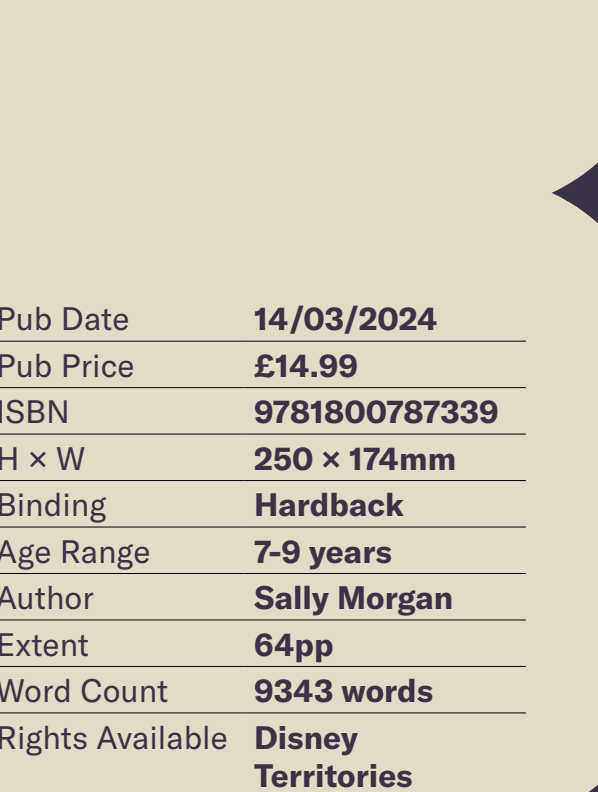 Pub Date 14/03/2024
Pub Price £14.99
ISBN 9781800787339
H × W 250 × 174mm
Binding Hardback
Age Range 7-9 years
Author Sally Morgan
Extent 64pp
Word Count 9343 words
Rights Available Disney
Territories